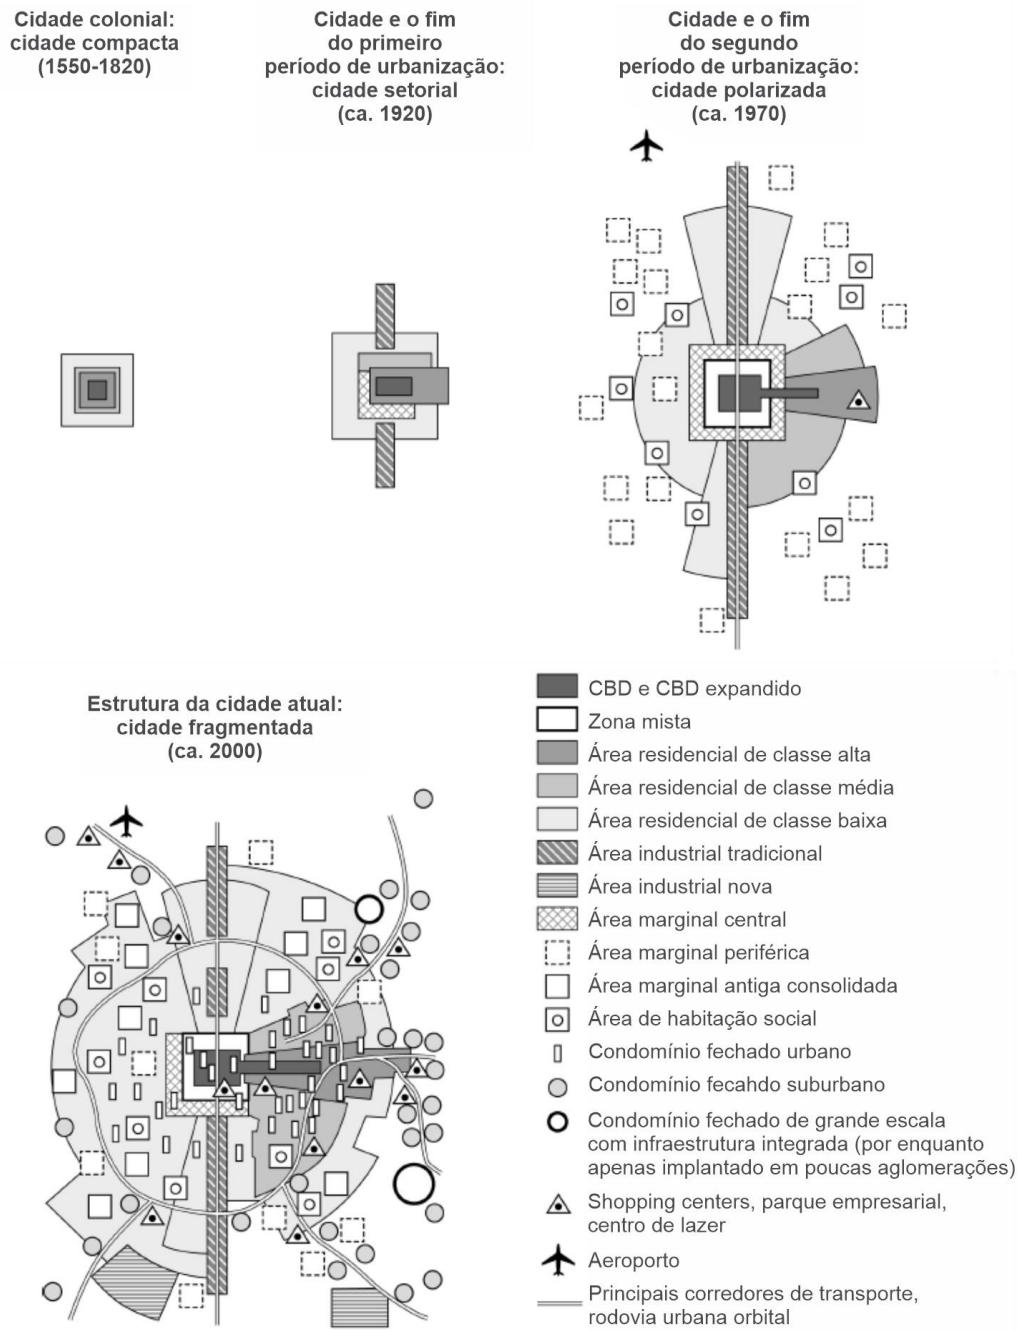 Cidade colonial:
cidade compacta
(1550-1820)
Cidade e o fim
do primeiro
período de urbanização:
cidade setorial
(ca. 1920)
Cidade e o fim
do segundo
período de urbanização:
cidade polarizada
(ca. 1970)
Estrutura da cidade atual:
cidade fragmentada
(ca. 2000)
CBD e CBD expandido
Zona mista
Área residencial de classe alta
Área residencial de classe média
Área residencial de classe baixa
Área industrial tradicional
Área industrial nova
Área marginal central
Área marginal periférica
Área marginal antiga consolidada
Área de habitação social
Condomínio fechado urbano
Condomínio fecahdo suburbano
Condomínio fechado de grande escala
com infraestrutura integrada (por enquanto
apenas implantado em poucas aglomerações)
Shopping centers, parque empresarial,
centro de lazer
Aeroporto
Principais corredores de transporte,
rodovia urbana orbital